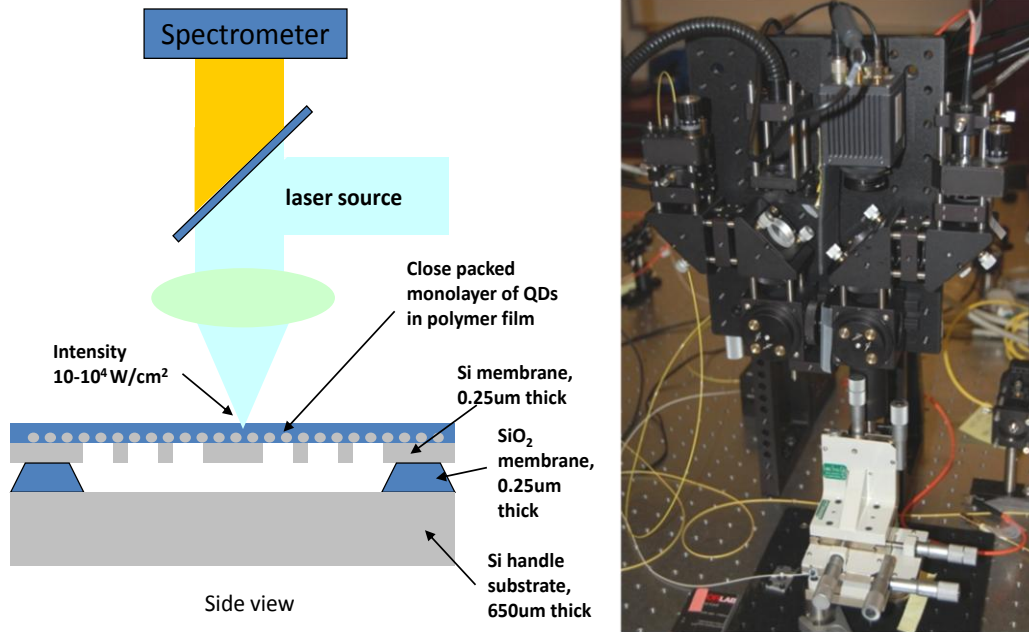 Spectrometer
laser source
Close packed
monolayer of QDs
in polymer film
Intensity
10-10⁴ W/cm²
Si membrane,
0.25um thick
SiO₂
membrane,
0.25um
thick
Si handle
substrate,
650um thick
Side view